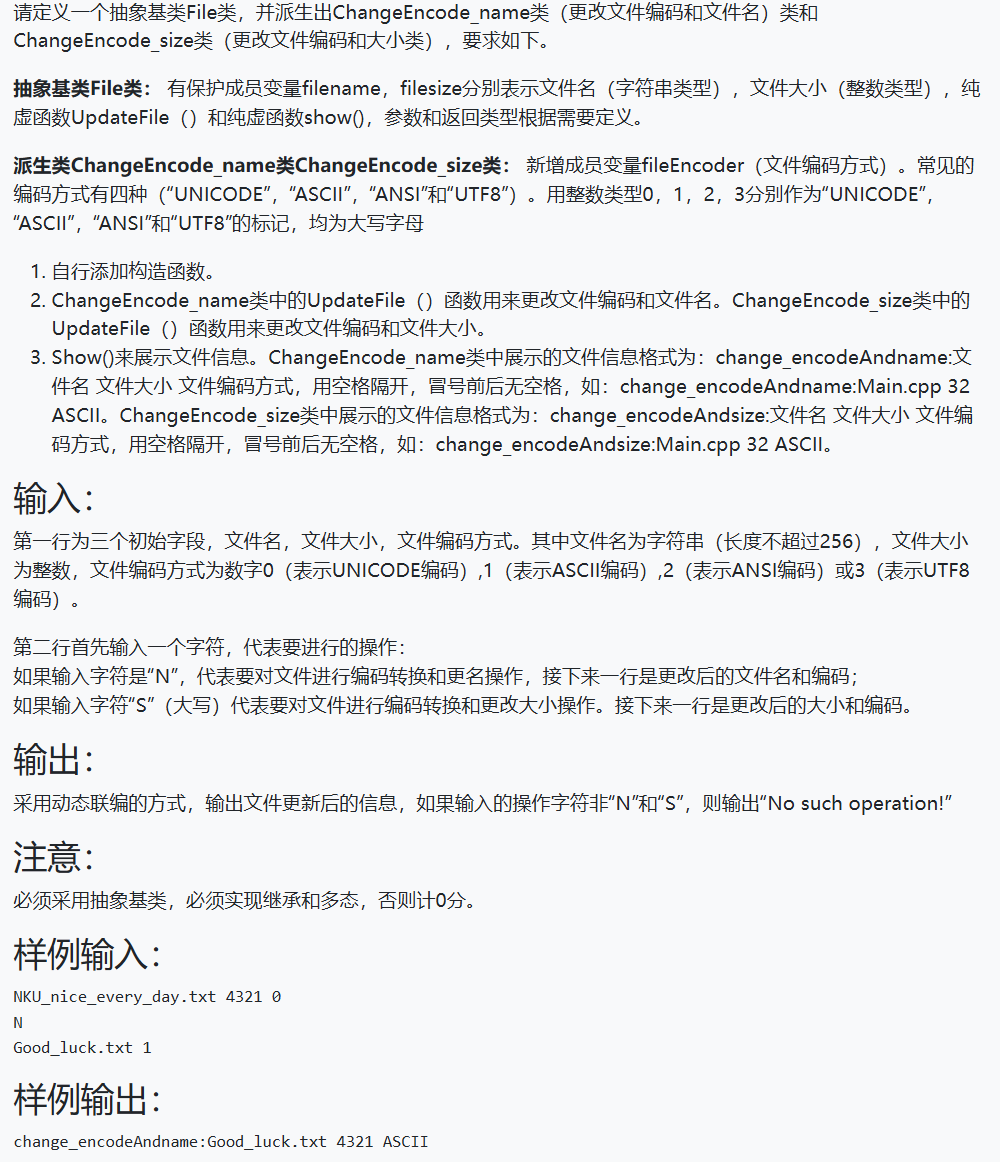 请定义一个抽象基类File类，并派生出ChangeEncode_name类（更改文件编码和文件名）类和
ChangeEncode_size类（更改文件编码和大小类），要求如下。
抽象基类File类： 有保护成员变量filename，filesize分别表示文件名（字符串类型），文件大小（整数类型），纯
虚函数UpdateFile（）和纯虚函数show()，参数和返回类型根据需要定义。
派生类ChangeEncode_name类ChangeEncode_size类： 新增成员变量fileEncoder（文件编码方式）。常见的
编码方式有四种（“UNICODE”，“ASCII”，“ANSI”和“UTF8”）。用整数类型0，1，2，3分别作为“UNICODE”，
“ASCII”，“ANSI”和“UTF8”的标记，均为大写字母
1. 自行添加构造函数。
2. ChangeEncode_name类中的UpdateFile（）函数用来更改文件编码和文件名。ChangeEncode_size类中的
UpdateFile（）函数用来更改文件编码和文件大小。
3. Show()来展示文件信息。ChangeEncode_name类中展示的文件信息格式为：change_encodeAndname:文
件名 文件大小 文件编码方式，用空格隔开，冒号前后无空格，如：change_encodeAndname:Main.cpp 32
ASCII。ChangeEncode_size类中展示的文件信息格式为：change_encodeAndsize:文件名 文件大小 文件编
码方式，用空格隔开，冒号前后无空格，如：change_encodeAndsize:Main.cpp 32 ASCII。
输入：
第一行为三个初始字段，文件名，文件大小，文件编码方式。其中文件名为字符串（长度不超过256），文件大小
为整数，文件编码方式为数字0（表示UNICODE编码）,1（表示ASCII编码）,2（表示ANSI编码）或3（表示UTF8
编码）。
第二行首先输入一个字符，代表要进行的操作：
如果输入字符是“N”，代表要对文件进行编码转换和更名操作，接下来一行是更改后的文件名和编码；
如果输入字符“S”（大写）代表要对文件进行编码转换和更改大小操作。接下来一行是更改后的大小和编码。
输出：
采用动态联编的方式，输出文件更新后的信息，如果输入的操作字符非“N”和“S”，则输出“No such operation!”
注意：
必须采用抽象基类，必须实现继承和多态，否则计0分。
样例输入：
NKU_nice_every_day.txt 4321 0
N
Good_luck.txt 1
样例输出：
change_encodeAndname:Good_luck.txt 4321 ASCII